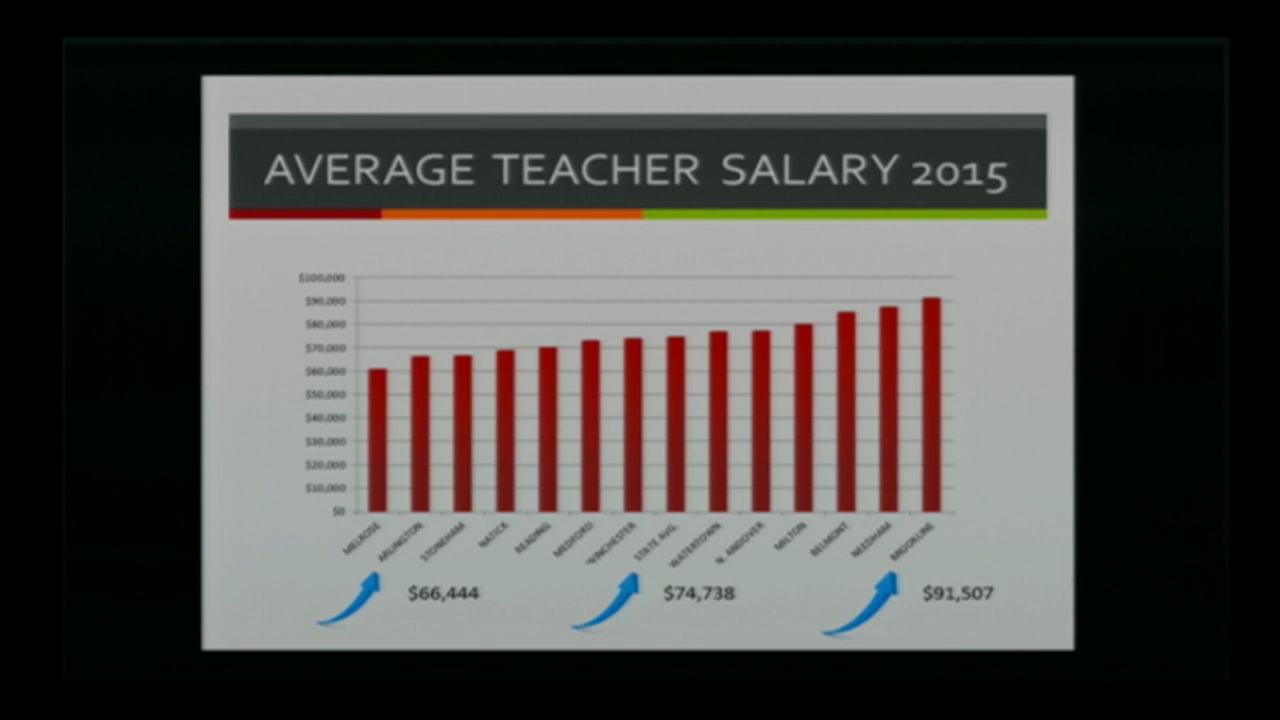 AVERAGE TEACHER SALARY 2015
$100,000
$90,000
$80,000
$70,000
$60,000
$50,000
$40,000
$30,000
$20,000
$10,000
$0
MELROSE
ARLINGTON
STONEHAM
NATICK
READING
MEDFORD
WINCHESTER
STATE AVG.
WATERTOWN
N. ANDOVER
MILTON
BELMONT
NEEDHAM
BROOKLINE
$66,444
$74,738
$91,507